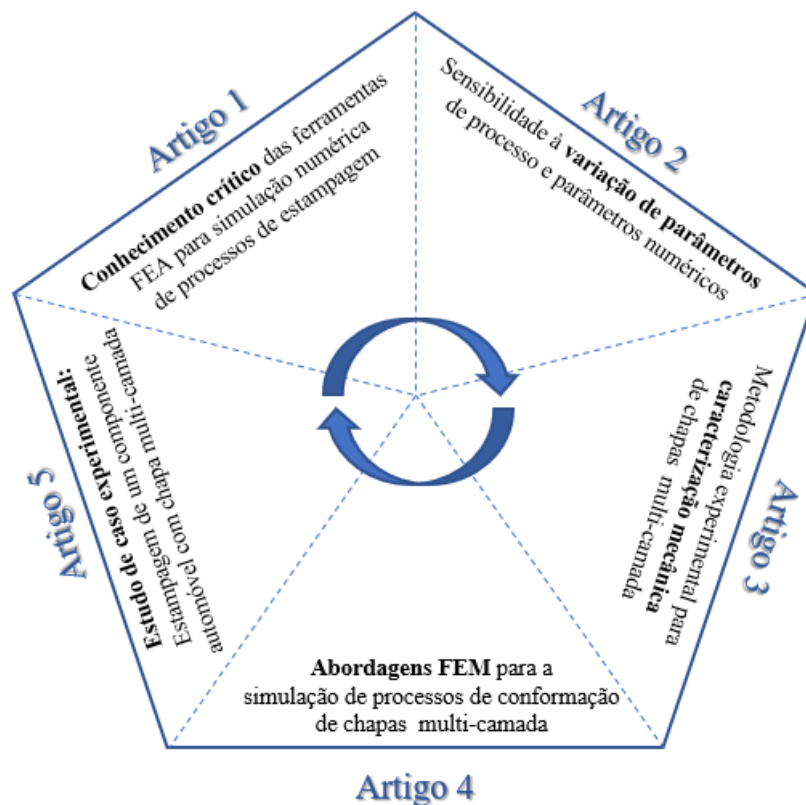 Artigo 1
Conhecimento crítico das ferramentas
FEA para simulação numérica
de processos de estampagem
Artigo 2
Sensibilidade à variação de parâmetros
de processo e parâmetros numéricos
Artigo 3
Metodologia experimental para
caracterização mecânica
de chapas multi-camada
Abordagens FEM para a
simulação de processos de conformação
de chapas multi-camada
Artigo 4
Artigo 5
Estudo de caso experimental:
Estampagem de um componente
automóvel com chapa multi-camada